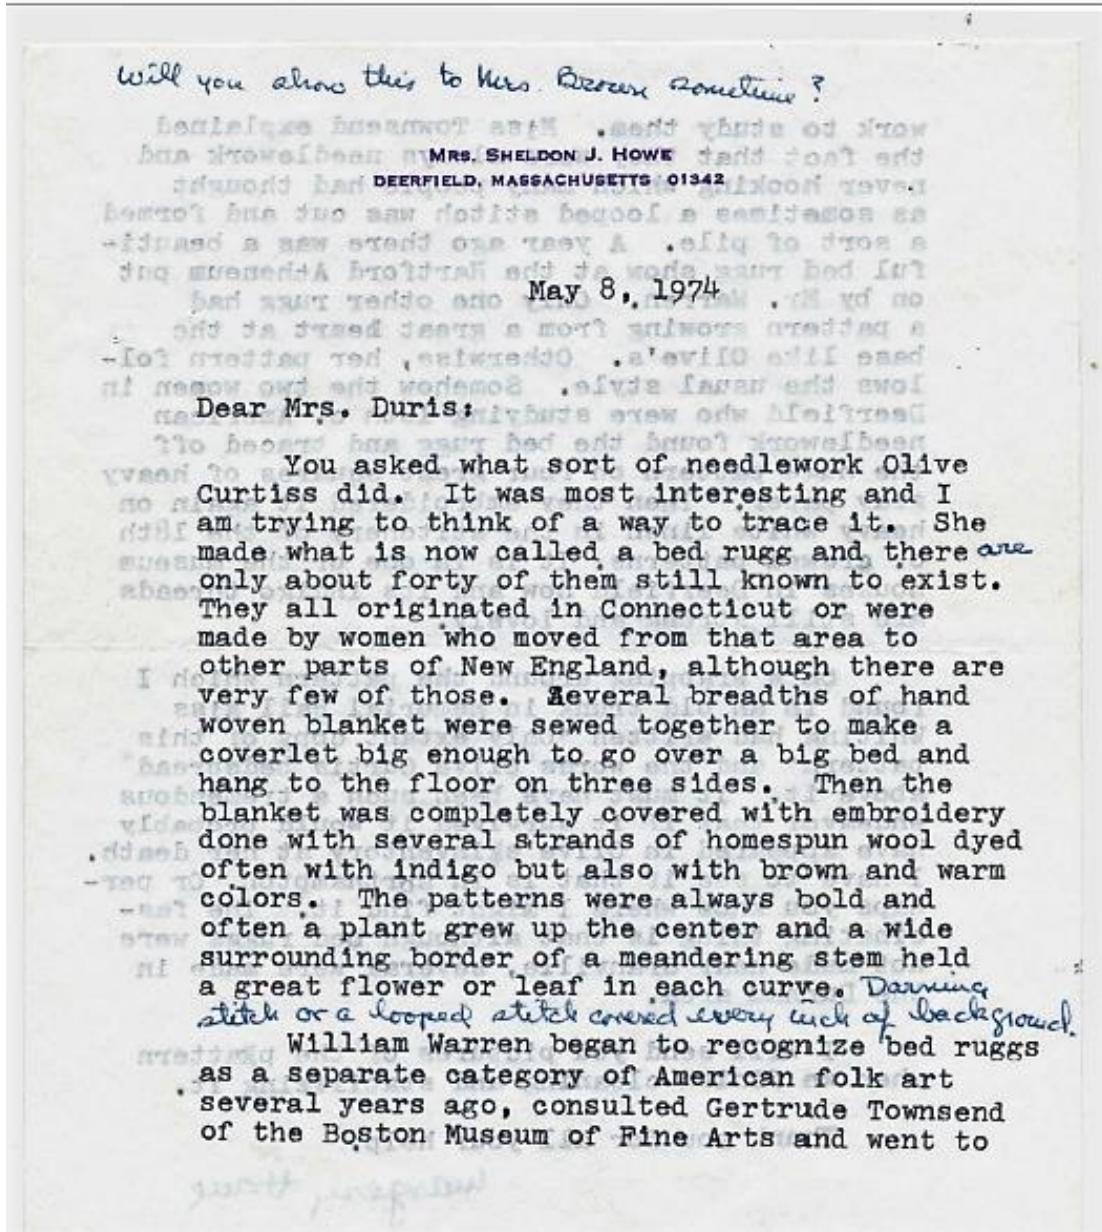 Will you show this to Mrs. Brown sometime?
MRS. SHELDON J. HOWE
DEERFIELD, MASSACHUSETTS 01342
May 8, 1974
Dear Mrs. Duris:
You asked what sort of needlework Olive
Curtiss did. It was most interesting and I
am trying to think of a way to trace it. She
made what is now called a bed rugg and there are
only about forty of them still known to exist.
They all originated in Connecticut or were
made by women who moved from that area to
other parts of New England, although there are
very few of those. Several breadths of hand
woven blanket were sewed together to make a
coverlet big enough to go over a big bed and
hang to the floor on three sides. Then the
blanket was completely covered with embroidery
done with several strands of homespun wool dyed
often with indigo but also with brown and warm
colors. The patterns were always bold and
often a plant grew up the center and a wide
surrounding border of a meandering stem held
a great flower or leaf in each curve. Darning
stitch or a looped stitch covered every inch of background.
William Warren began to recognize bed ruggs
as a separate category of American folk art
several years ago, consulted Gertrude Townsend
of the Boston Museum of Fine Arts and went to